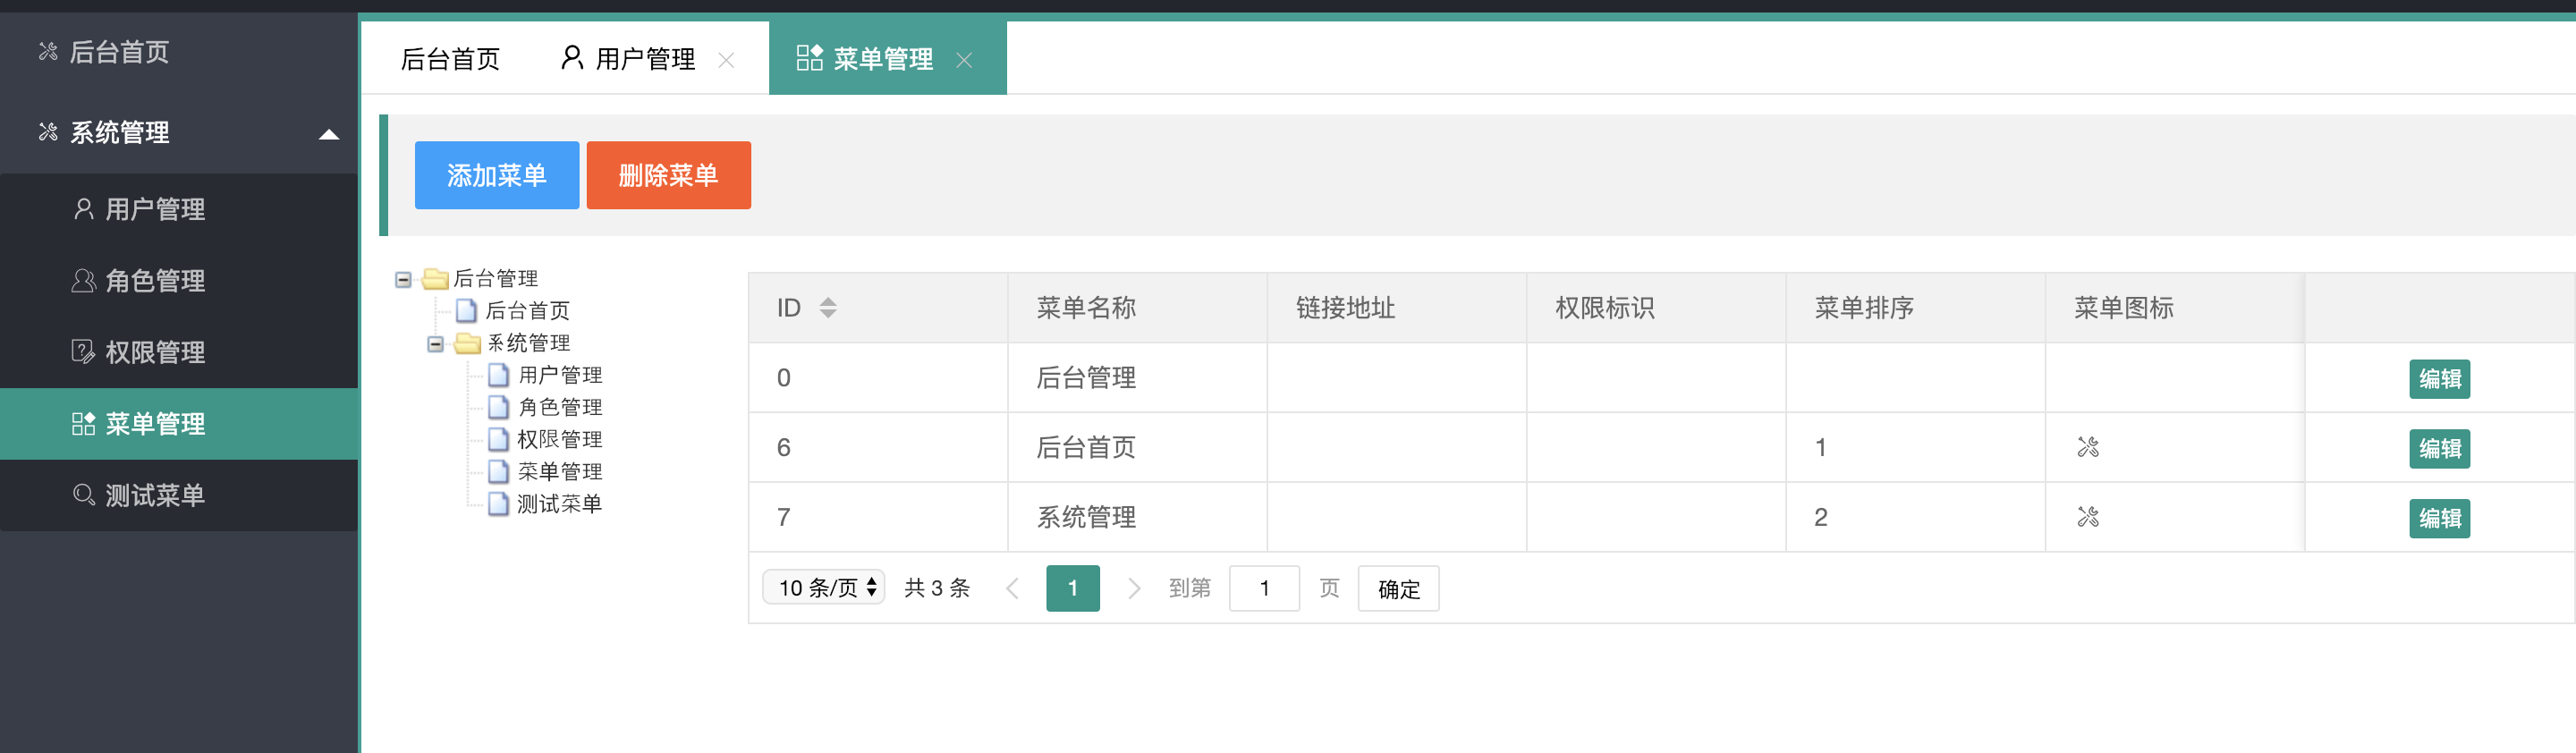 后台首页
系统管理
用户管理
角色管理
权限管理
菜单管理
测试菜单
后台首页 用户管理 菜单管理
添加菜单 删除菜单
后台管理
后台首页
系统管理
用户管理
角色管理
权限管理
菜单管理
测试菜单
ID 菜单名称 链接地址 权限标识 菜单排序 菜单图标
0 后台管理 编辑
6 后台首页 1 编辑
7 系统管理 2 编辑
10 条/页 共 3 条 1 到第 1 页 确定